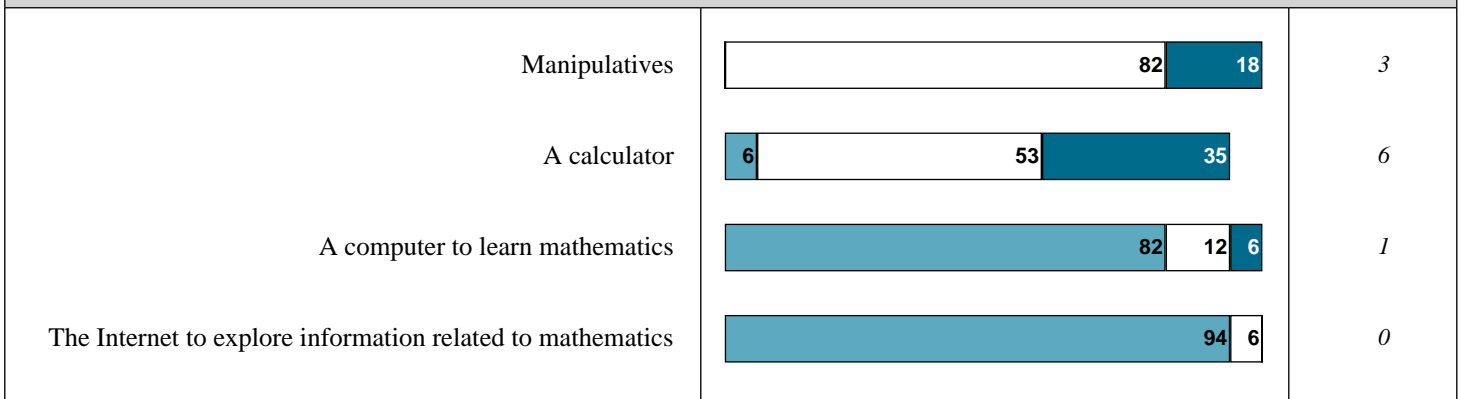 Manipulatives 82 18 3
A calculator 6 53 35 6
A computer to learn mathematics 82 12 6 1
The Internet to explore information related to mathematics 94 6 0